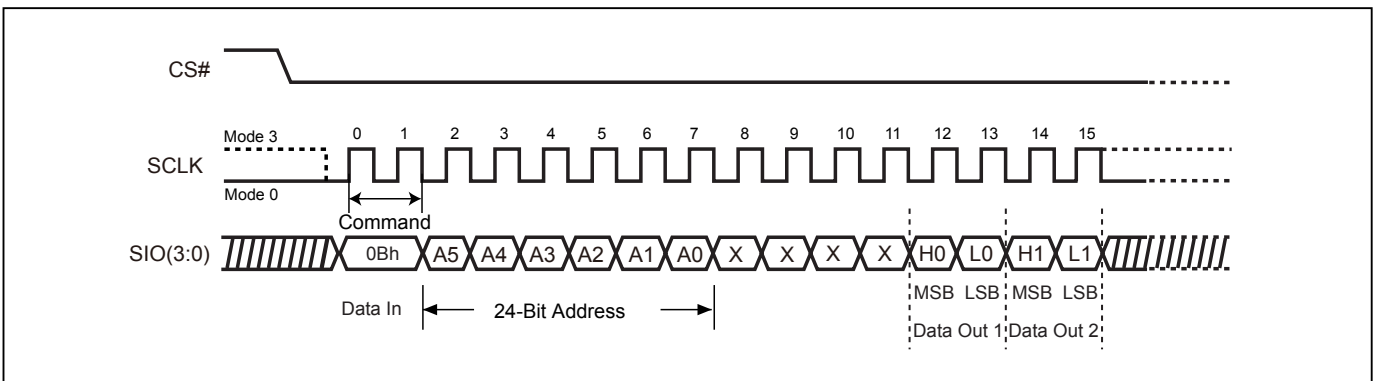 CS#
Mode 3
0 1 2 3 4 5 6 7 8 9 10 11 12 13 14 15
SCLK
Mode 0
Command
SIO(3:0) 0Bh A5 A4 A3 A2 A1 A0 X X X X H0 L0 H1 L1
MSB LSB MSB LSB
Data In 24-Bit Address
Data Out 1 Data Out 2